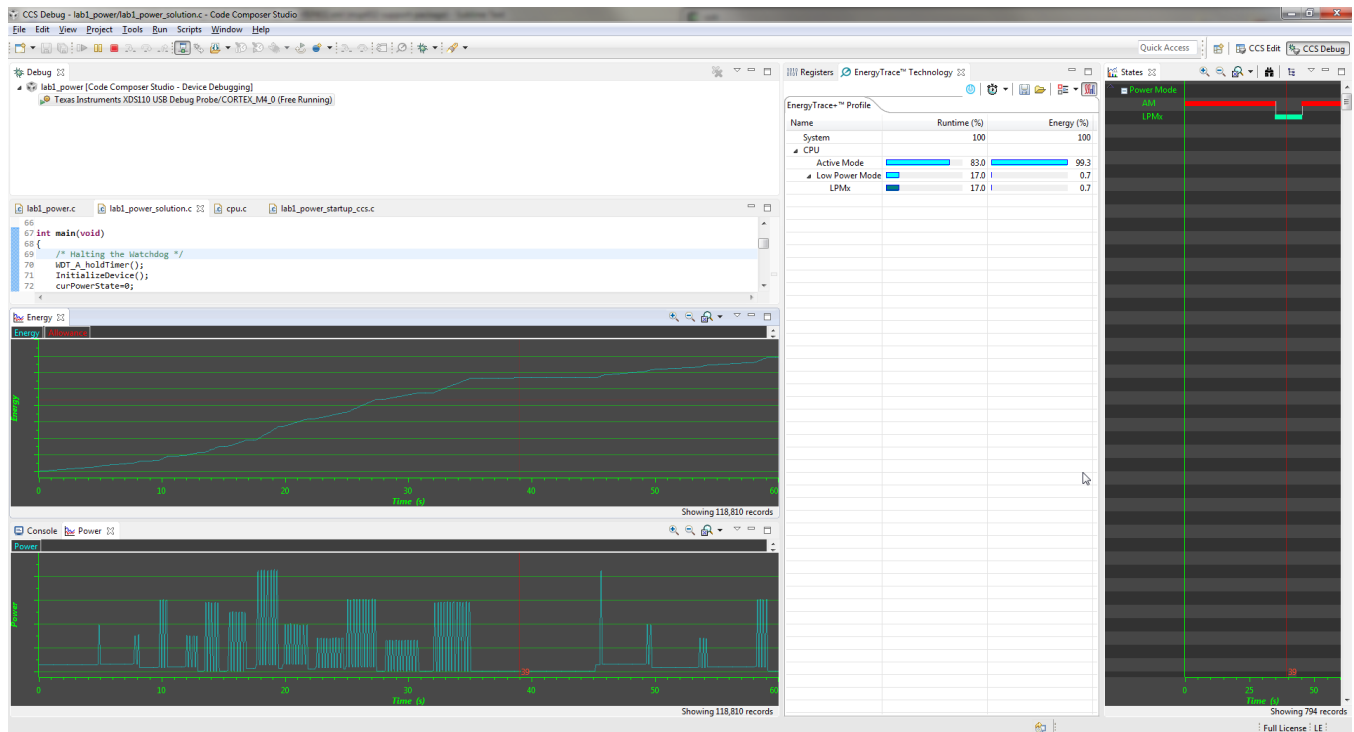 CCS Debug - lab1_power/lab1_power_solution.c - Code Composer Studio
File Edit View Project Tools Run Scripts Window Help
Quick Access CCS Edit CCS Debug
Debug
lab1_power [Code Composer Studio - Device Debugging]
Texas Instruments XDS110 USB Debug Probe/CORTEX_M4_0 (Free Running)
lab1_power.c lab1_power_solution.c cpu.c lab1_power_startup_ccs.c
66
67 int main(void)
68 {
69 /* Halting the Watchdog */
70 WDT_A_holdTimer();
71 InitializeDevice();
72 curPowerState=0;
Energy
Energy Allowance
Energy
0 10 20 30 40 50 60
Time (s)
Showing 118,810 records
Console Power
Power
Power
39
0 10 20 30 40 50 60
Time (s)
Showing 118,810 records
Registers EnergyTrace™ Technology
EnergyTrace+™ Profile
Name Runtime (%) Energy (%)
System 100 100
CPU
Active Mode 83.0 99.3
Low Power Mode 17.0 0.7
LPMx 17.0 0.7
States
Power Mode
AM
LPMx
39
0 25 50
Time (s)
Showing 794 records
Full License LE